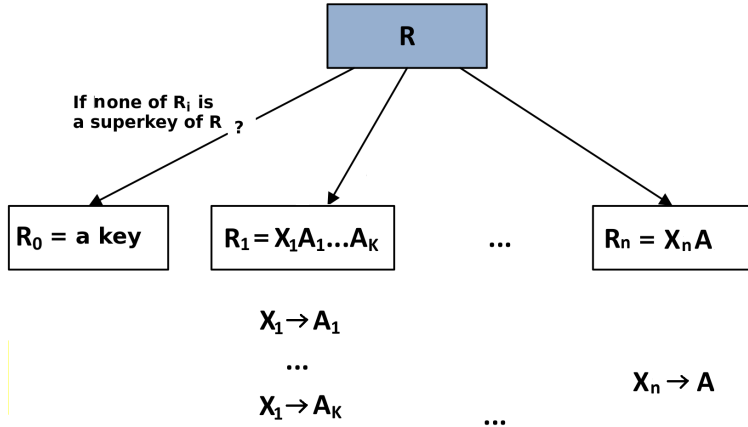 R
If none of Rᵢ is
a superkey of R ?
R₀ = a key
R₁ = X₁A₁...Aₖ
...
Rₙ = XₙA
X₁→A₁
...
X₁→Aₖ
...
Xₙ → A